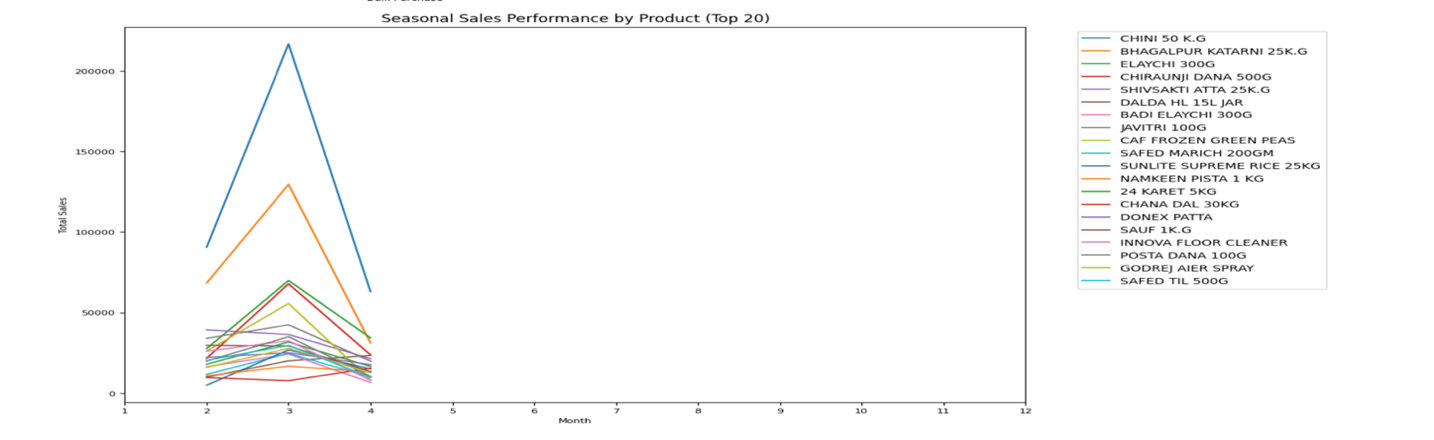 Seasonal Sales Performance by Product (Top 20)
200000
150000
100000
50000
0
Total Sales
1 2 3 4 5 6 7 8 9 10 11 12
Month
CHINI 50 K.G
BHAGALPUR KATARNI 25K.G
ELAYCHI 300G
CHIRAUNJI DANA 500G
SHIVSAKTI ATTA 25K.G
DALDA HL 15L JAR
BADI ELAYCHI 300G
JAVITRI 100G
CAF FROZEN GREEN PEAS
SAFED MARICH 200GM
SUNLITE SUPREME RICE 25KG
NAMKEEN PISTA 1 KG
24 KARET 5KG
CHANA DAL 30KG
DONEX PATTA
SAUF 1K.G
INNOVA FLOOR CLEANER
POSTA DANA 100G
GODREJ AIER SPRAY
SAFED TIL 500G